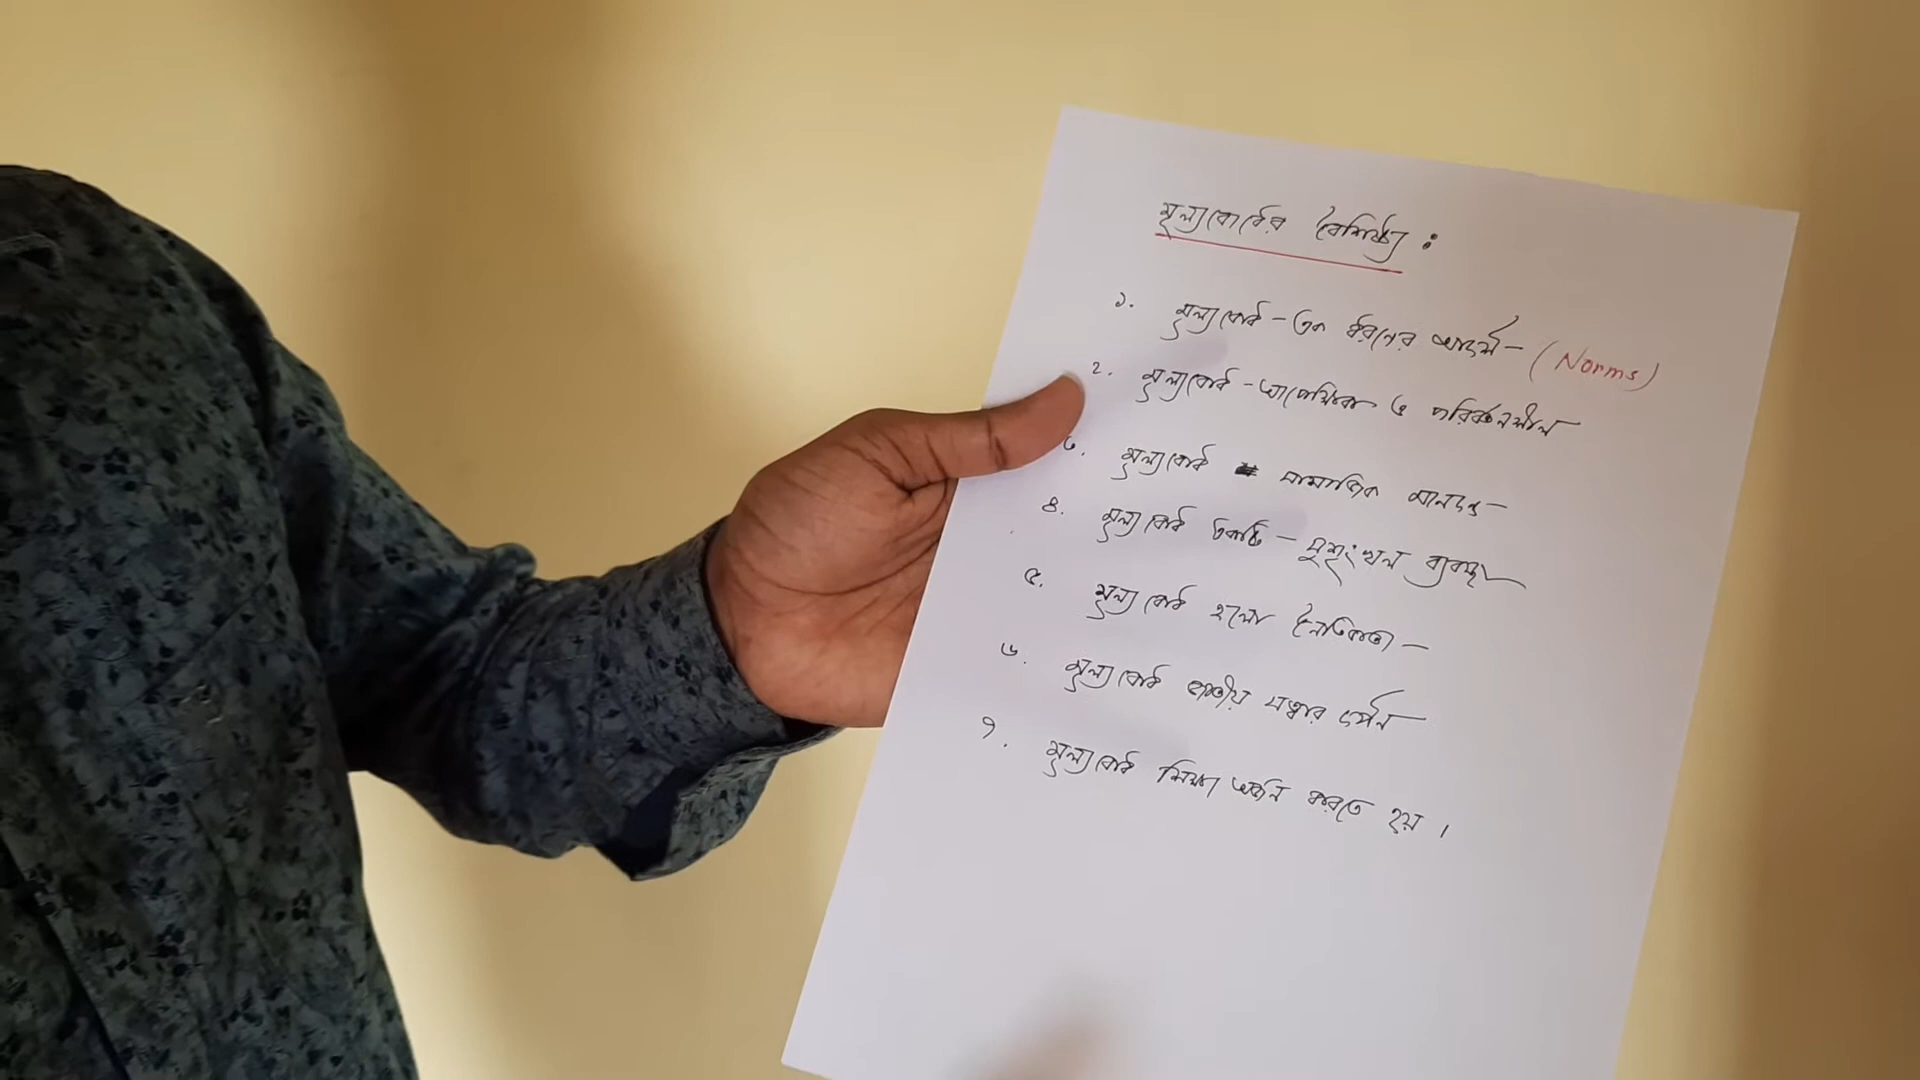 মূল্যবোধের বৈশিষ্ট্য :
১. মূল্যবোধ - এক ধরনের আদর্শ - (Norms)
২. মূল্যবোধ - আপেক্ষিক ও পরিবর্তনশীল
৩. মূল্যবোধ সামাজিক মানদণ্ড -
৪. মূল্যবোধ একটি - সুশৃংখল ব্যবস্থা
৫. মূল্যবোধ হলো নৈতিকতা -
৬. মূল্যবোধ জাতীয় সত্ত্বার দর্পন
৭. মূল্যবোধ শিক্ষা অর্জন করতে হয় ।